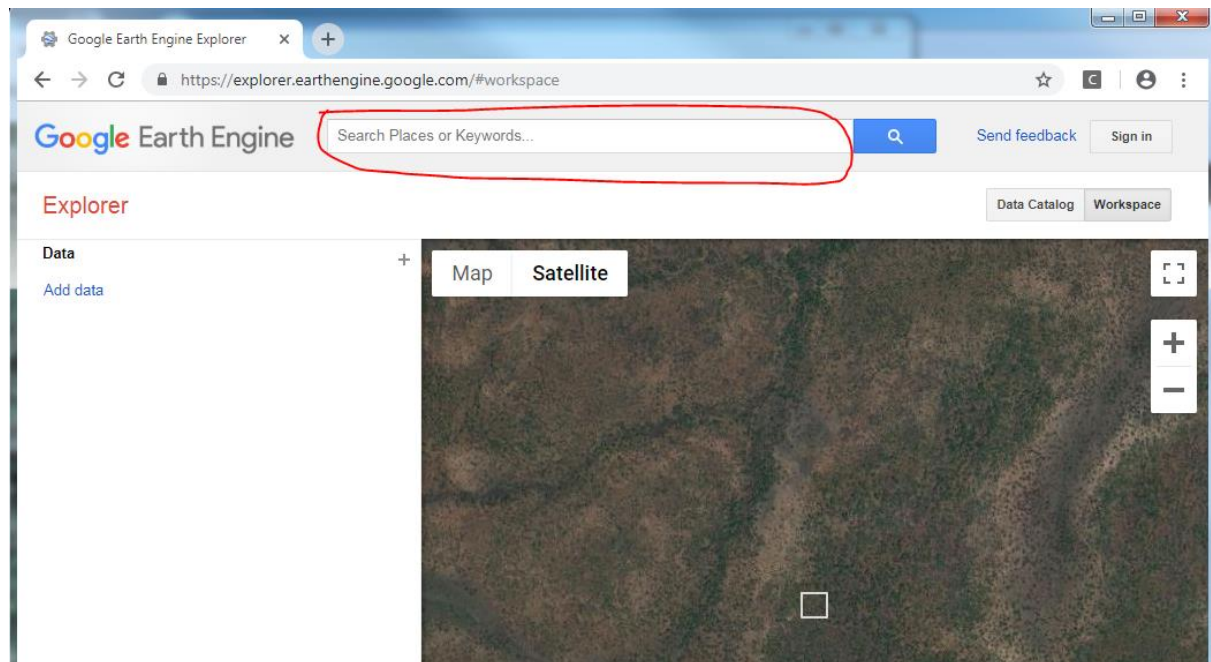 Google Earth Engine Explorer
https://explorer.earthengine.google.com/#workspace
Google Earth Engine Search Places or Keywords... Send feedback Sign in
Explorer Data Catalog Workspace
Data
Add data
Map Satellite